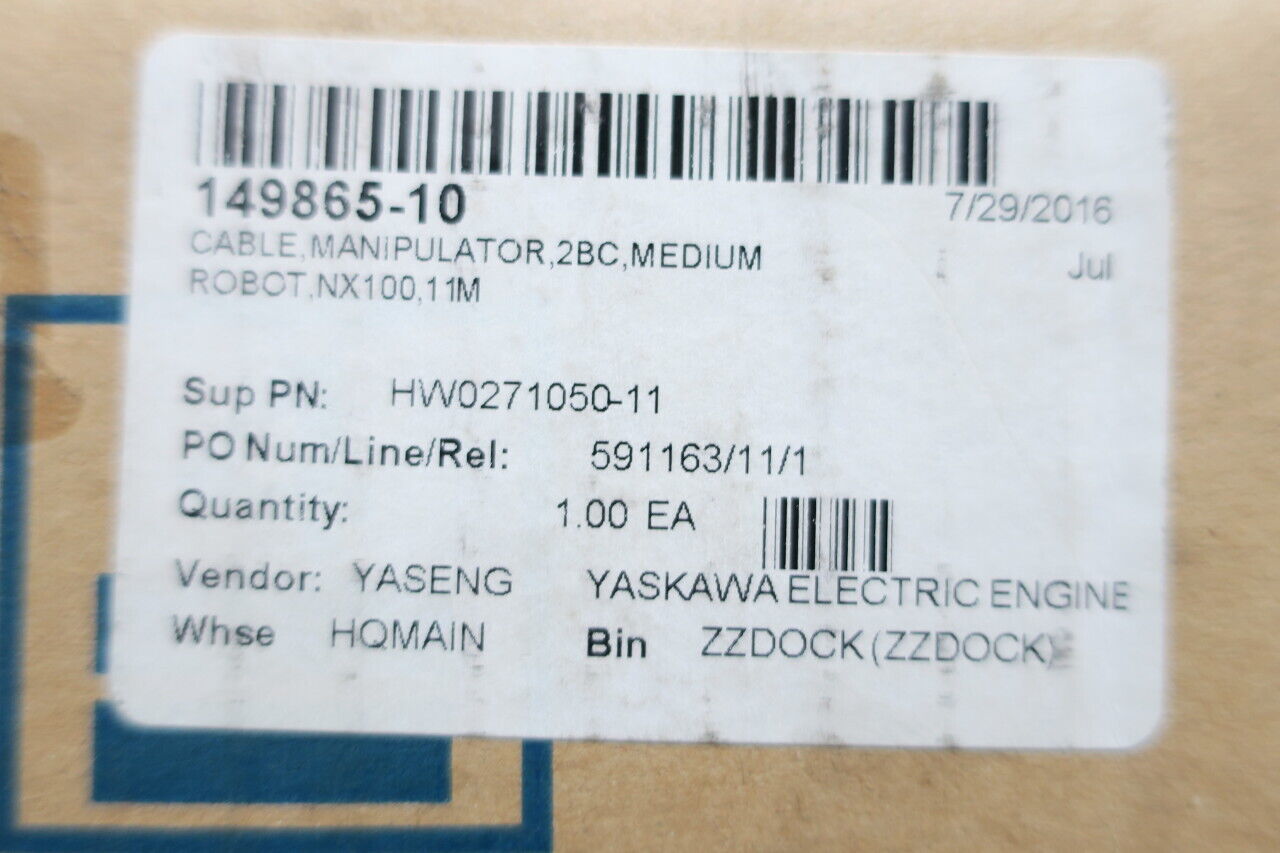 149865-10 7/29/2016
CABLE,MANIPULATOR,2BC,MEDIUM Jul
ROBOT,NX100,11M
Sup PN: HW0271050-11
PO Num/Line/Rel: 591163/11/1
Quantity: 1.00 EA
Vendor: YASENG YASKAWA ELECTRIC ENGINE
Whse HQMAIN Bin ZZDOCK (ZZDOCK)